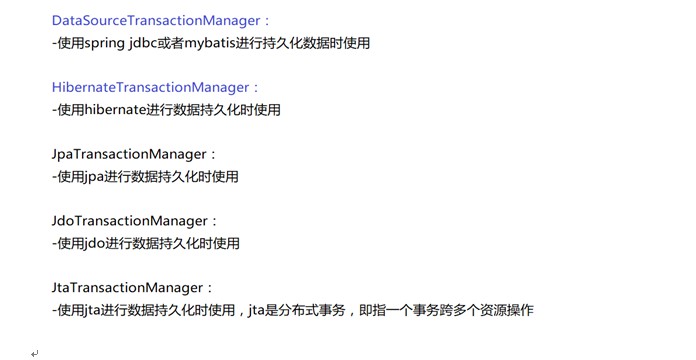 DataSourceTransactionManager：
-使用spring jdbc或者mybatis进行持久化数据时使用
HibernateTransactionManager：
-使用hibernate进行数据持久化时使用
JpaTransactionManager：
-使用jpa进行数据持久化时使用
JdoTransactionManager：
-使用jdo进行数据持久化时使用
JtaTransactionManager：
-使用jta进行数据持久化时使用，jta是分布式事务，即指一个事务跨多个资源操作